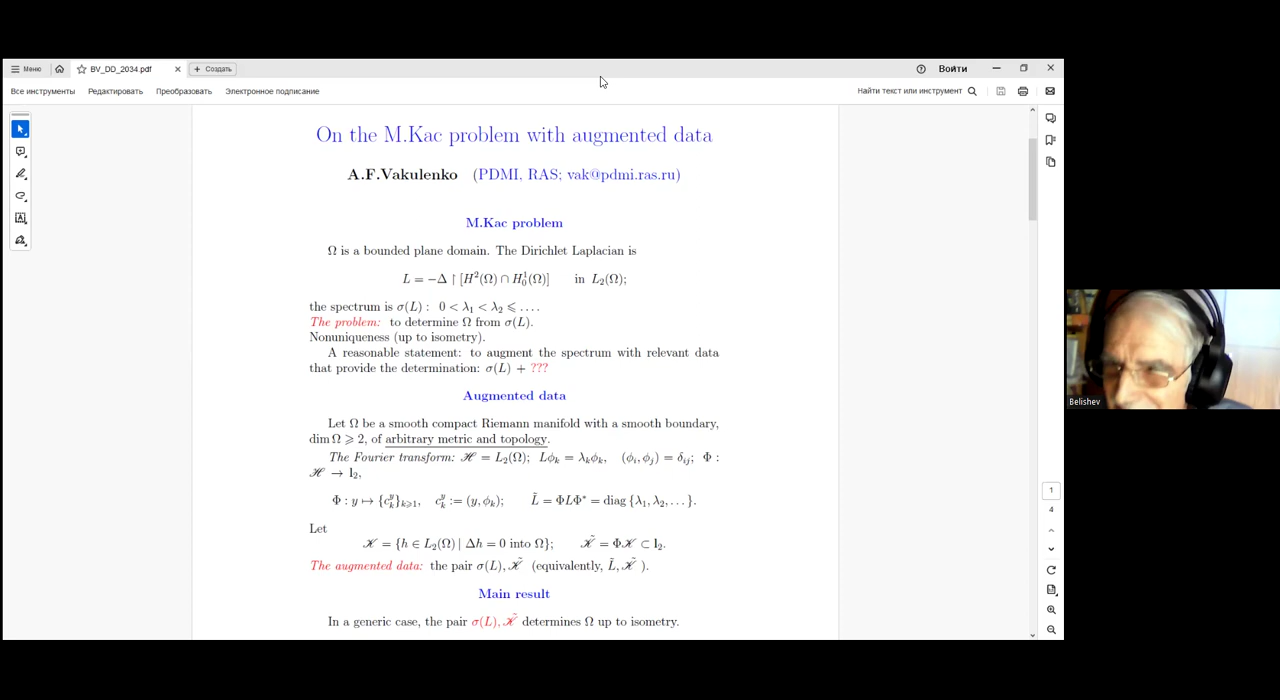 Меню BV_DD_2034.pdf + Создать Войти
Все инструменты Редактировать Преобразовать Электронное подписание Найти текст или инструмент
On the M.Kac problem with augmented data
A.F.Vakulenko (PDMI, RAS; vak@pdmi.ras.ru)
M.Kac problem
Ω is a bounded plane domain. The Dirichlet Laplacian is
L = −Δ ↾ [H²(Ω) ∩ H¹₀(Ω)] in L₂(Ω);
the spectrum is σ(L) : 0 < λ₁ < λ₂ ⩽ . . . .
The problem: to determine Ω from σ(L).
Nonuniqueness (up to isometry).
A reasonable statement: to augment the spectrum with relevant data
that provide the determination: σ(L) + ???
Augmented data
Let Ω be a smooth compact Riemann manifold with a smooth boundary,
dim Ω ⩾ 2, of arbitrary metric and topology.
The Fourier transform: ℋ = L₂(Ω); Lϕₖ = λₖϕₖ, (ϕᵢ, ϕⱼ) = δᵢⱼ; Φ :
ℋ → l₂,
Φ : y ↦ {cₖʸ}ₖ⩾₁, cₖʸ := (y, ϕₖ); L̃ = ΦLΦ* = diag {λ₁, λ₂, . . . }.
Let
𝒦 = {h ∈ L₂(Ω) | Δh = 0 into Ω}; 𝒦̃ = Φ𝒦 ⊂ l₂.
The augmented data: the pair σ(L), 𝒦̃ (equivalently, L̃, 𝒦̃ ).
Main result
In a generic case, the pair σ(L), 𝒦̃ determines Ω up to isometry.
1
4
Belishev